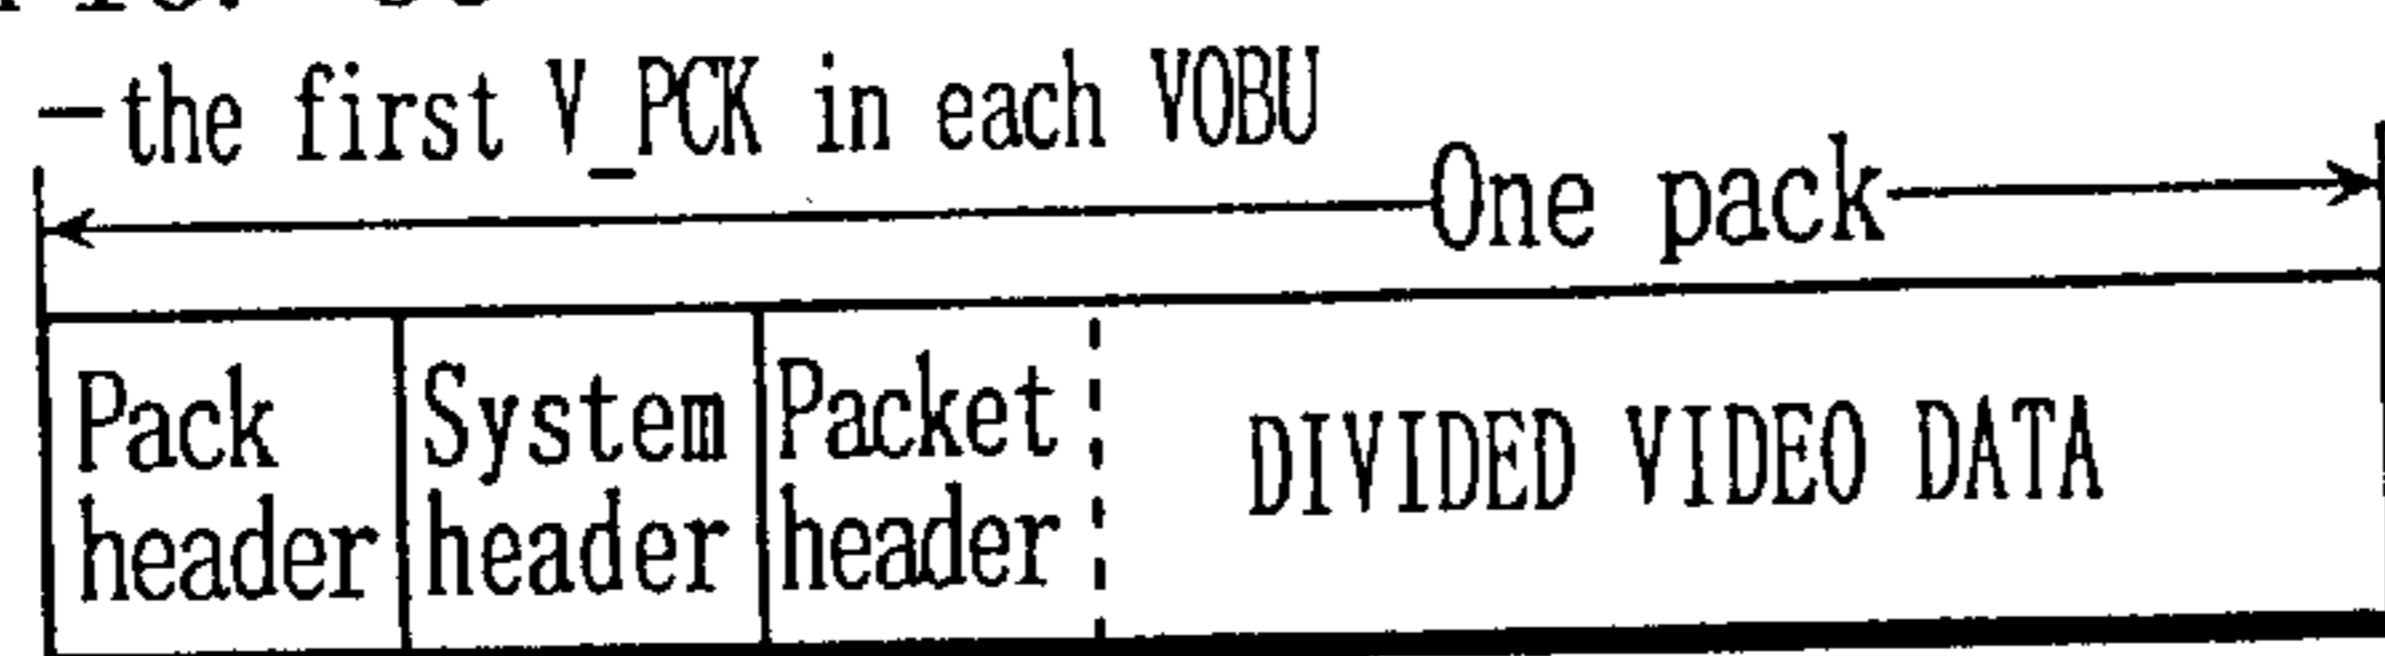 —the first V_PCK in each VOBU
One pack
Pack header
System header
Packet header
DIVIDED VIDEO DATA